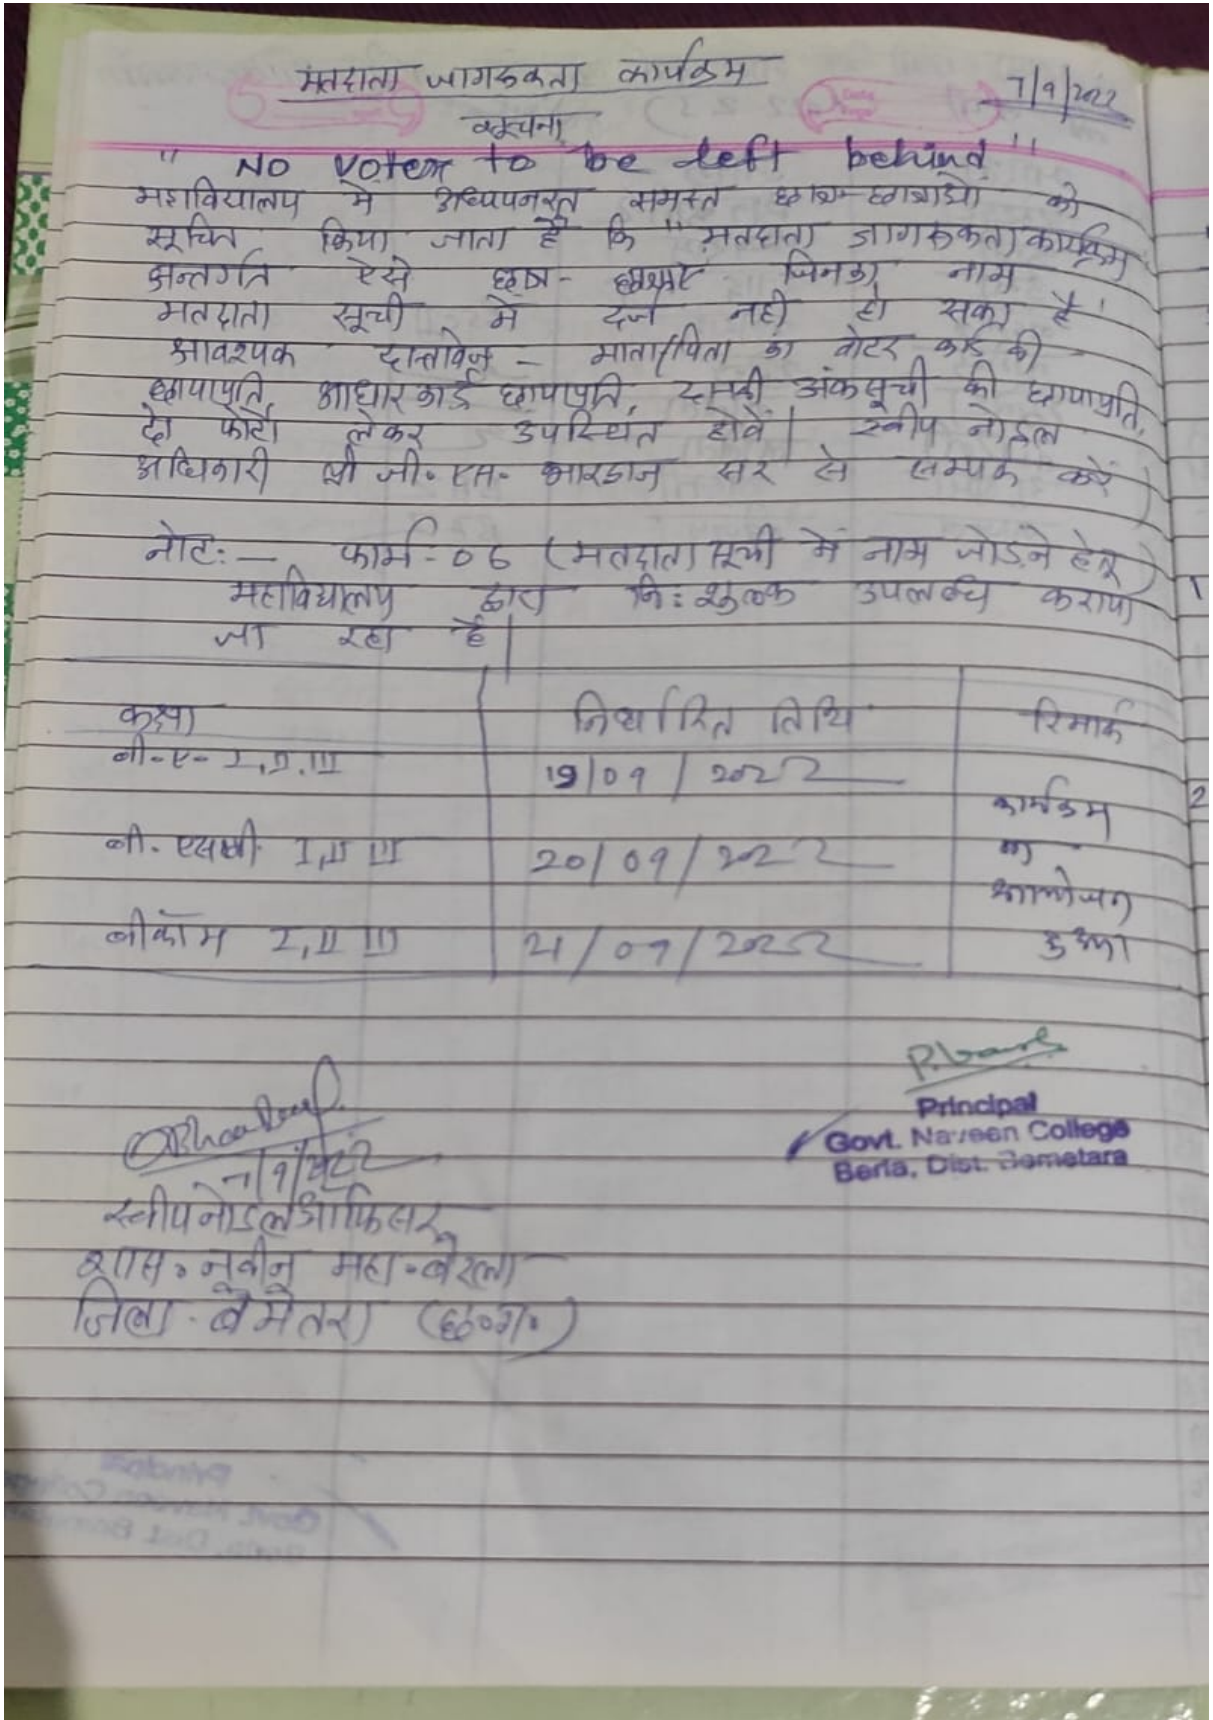 मतदाता जागरूकता कार्यक्रम
7/9/2022
सूचना
" NO voter to be left behind "
महाविद्यालय मे अध्ययनरत समस्त छात्र-छात्राओं को
सूचित किया जाता है कि " मतदाता जागरूकता कार्यक्रम
अन्तर्गत ऐसे छात्र- छात्राएं जिनका नाम
मतदाता सूची में दर्ज नही हो सका है ।
आवश्यक दास्तावेज - माता/पिता का वोटर कार्ड की
छायाप्रति, आधार कार्ड छायाप्रति, दसवी अंकसूची की छायाप्रति,
दो फोटो लेकर उपस्थित होवें | स्वीप नोडल
अधिकारी श्री जी. एस. भारद्वाज सर से सम्पर्क करें
नोट:- फार्म- 06 (मतदाता सूची में नाम जोडने हेतू)
महाविद्यालय द्वारा नि: शुल्क उपलब्ध कराया
जा रहा है |
कक्षा निर्धारित तिथि रिमार्क
बी.ए. I, II, III 19/09/2022
कार्यक्रम
बी. एससी. I, II III 20/09/2022 का
आयोजन
बीकॉम I, II III 21/09/2022 हुआ
Principal
Govt. Naveen College
Berla, Dist. Bemetara
7/9/2022
स्वीप नोडल ऑफिसर
शास. नवीन महा. बेरला
जिला - बेमेतरा (छ०ग०)
1
2